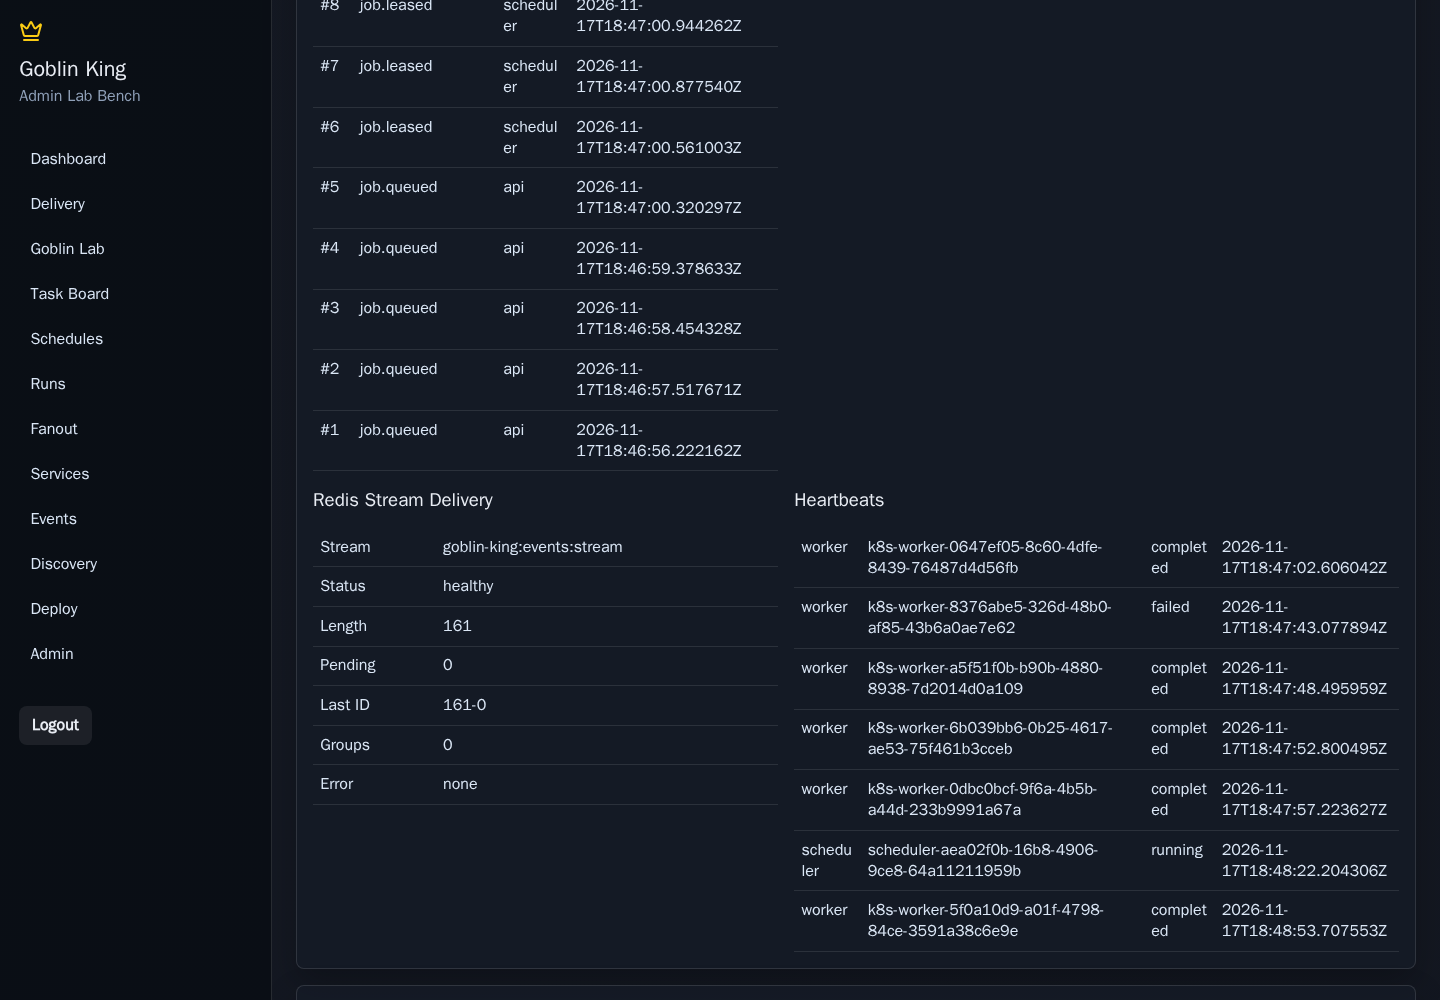 Goblin King
Admin Lab Bench
Dashboard
Delivery
Goblin Lab
Task Board
Schedules
Runs
Fanout
Services
Events
Discovery
Deploy
Admin
Logout
#8 job.leased schedul 2026-11-
er 17T18:47:00.944262Z
#7 job.leased schedul 2026-11-
er 17T18:47:00.877540Z
#6 job.leased schedul 2026-11-
er 17T18:47:00.561003Z
#5 job.queued api 2026-11-
17T18:47:00.320297Z
#4 job.queued api 2026-11-
17T18:46:59.378633Z
#3 job.queued api 2026-11-
17T18:46:58.454328Z
#2 job.queued api 2026-11-
17T18:46:57.517671Z
#1 job.queued api 2026-11-
17T18:46:56.222162Z
Redis Stream Delivery
Stream goblin-king:events:stream
Status healthy
Length 161
Pending 0
Last ID 161-0
Groups 0
Error none
Heartbeats
worker k8s-worker-0647ef05-8c60-4dfe- complet 2026-11-
8439-76487d4d56fb ed 17T18:47:02.606042Z
worker k8s-worker-8376abe5-326d-48b0- failed 2026-11-
af85-43b6a0ae7e62 17T18:47:43.077894Z
worker k8s-worker-a5f51f0b-b90b-4880- complet 2026-11-
8938-7d2014d0a109 ed 17T18:47:48.495959Z
worker k8s-worker-6b039bb6-0b25-4617- complet 2026-11-
ae53-75f461b3cceb ed 17T18:47:52.800495Z
worker k8s-worker-0dbc0bcf-9f6a-4b5b- complet 2026-11-
a44d-233b9991a67a ed 17T18:47:57.223627Z
schedu scheduler-aea02f0b-16b8-4906- running 2026-11-
ler 9ce8-64a11211959b 17T18:48:22.204306Z
worker k8s-worker-5f0a10d9-a01f-4798- complet 2026-11-
84ce-3591a38c6e9e ed 17T18:48:53.707553Z